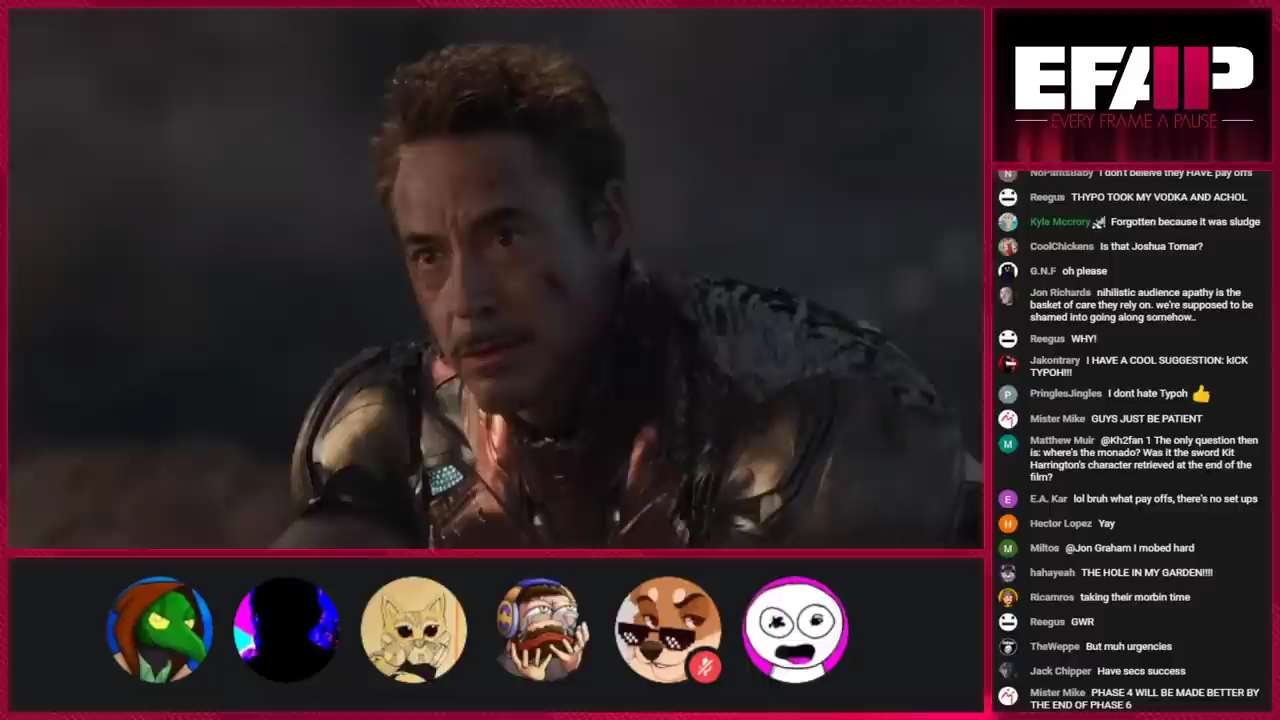 EFAP
EVERY FRAME A PAUSE
NoPantsBaby I don't beleive they HAVE pay offs
Reegus THYPO TOOK MY VODKA AND ACHOL
Kyle Mccrory Forgotten because it was sludge
CoolChickens Is that Joshua Tomar?
G.N.F oh please
Jon Richards nihilistic audience apathy is the
basket of care they rely on. we're supposed to be
shamed into going along somehow..
Reegus WHY!
Jakontrary I HAVE A COOL SUGGESTION: kICK
TYPOH!!!
PringlesJingles I dont hate Typoh 👍
Mister Mike GUYS JUST BE PATIENT
Matthew Muir @Kh2fan 1 The only question then
is: where's the monado? Was it the sword Kit
Harrington's character retrieved at the end of the
film?
E.A. Kar lol bruh what pay offs, there's no set ups
Hector Lopez Yay
Miltos @Jon Graham I mobed hard
hahayeah THE HOLE IN MY GARDEN!!!!
Ricamros taking their morbin time
Reegus GWR
TheWeppe But muh urgencies
Jack Chipper Have secs success
Mister Mike PHASE 4 WILL BE MADE BETTER BY
THE END OF PHASE 6